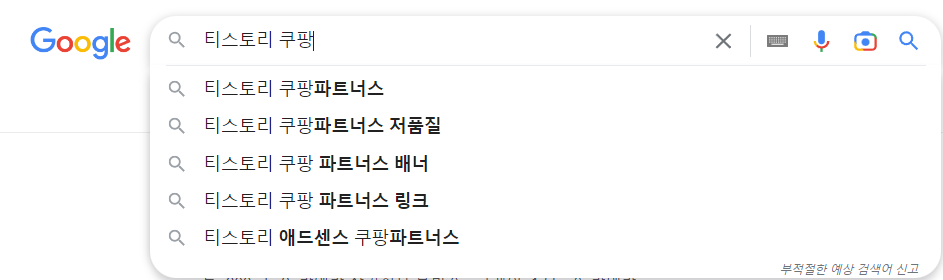 Google
티스토리 쿠팡
티스토리 쿠팡파트너스
티스토리 쿠팡파트너스 저품질
티스토리 쿠팡 파트너스 배너
티스토리 쿠팡 파트너스 링크
티스토리 애드센스 쿠팡파트너스
부적절한 예상 검색어 신고